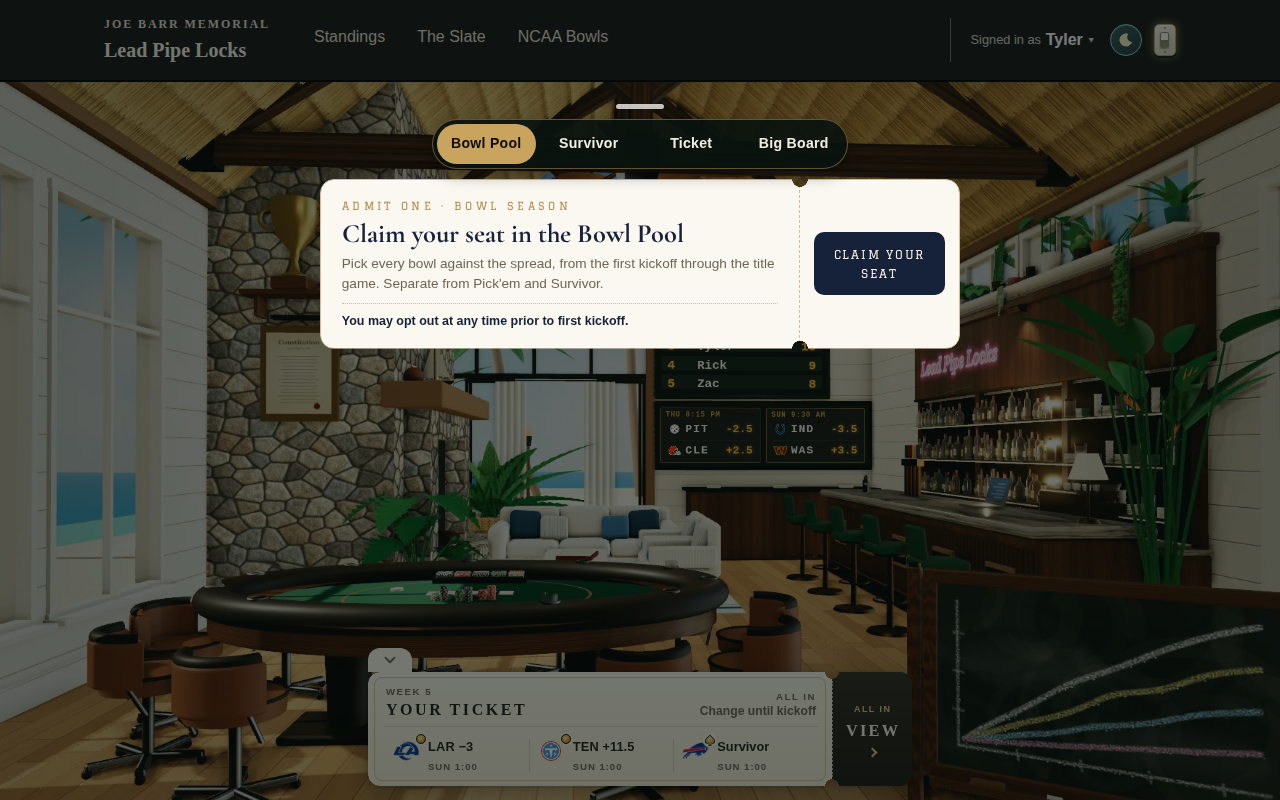 JOE BARR MEMORIAL
Lead Pipe Locks
Standings
The Slate
NCAA Bowls
Signed in as Tyler
Bowl Pool
Survivor
Ticket
Big Board
ADMIT ONE · BOWL SEASON
Claim your seat in the Bowl Pool
Pick every bowl against the spread, from the first kickoff through the title
game. Separate from Pick'em and Survivor.
You may opt out at any time prior to first kickoff.
CLAIM YOUR
SEAT
Constitution
4 Rick 9
5 Zac 8
THU 8:15 PM
PIT -2.5
CLE +2.5
SUN 9:30 AM
IND -3.5
WAS +3.5
Lead Pipe Locks
WEEK 5
YOUR TICKET
ALL IN
Change until kickoff
LAR −3
SUN 1:00
TEN +11.5
SUN 1:00
Survivor
SUN 1:00
ALL IN
VIEW